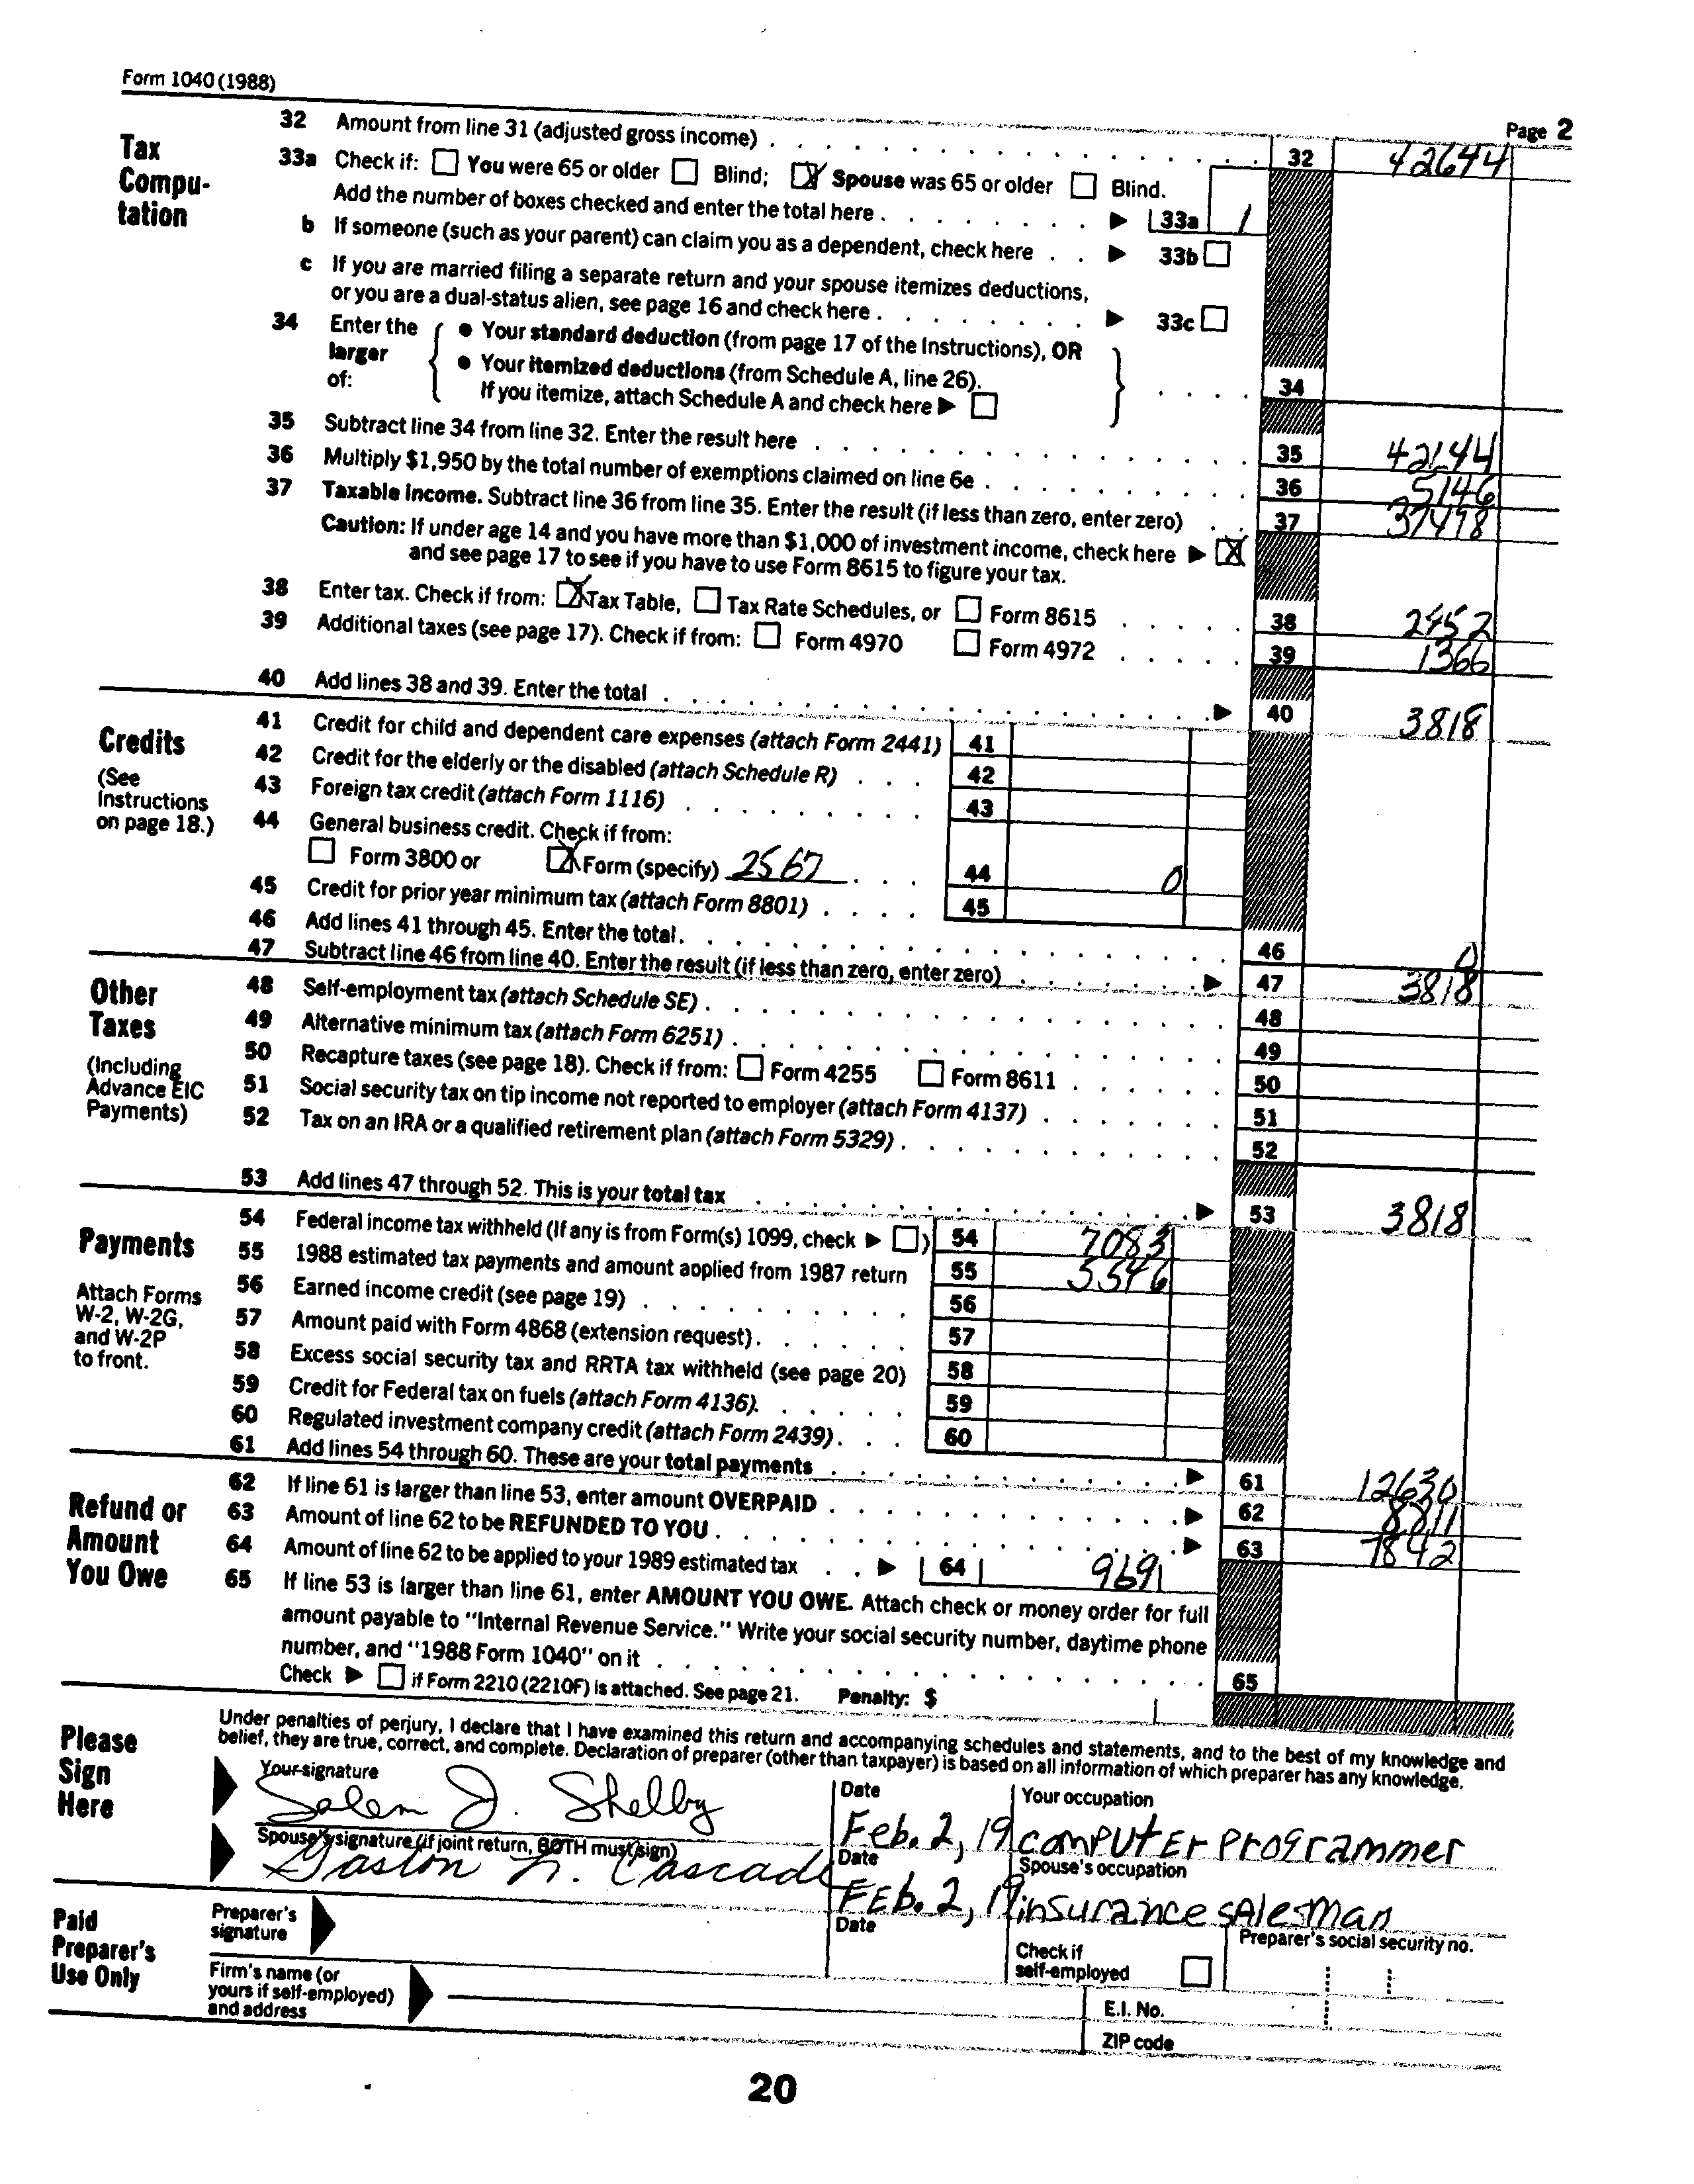 Form 1040 (1988)
Page 2
Tax Compu-tation
32 Amount from line 31 (adjusted gross income) . . . 32 42644
33a Check if: You were 65 or older Blind; X Spouse was 65 or older Blind.
Add the number of boxes checked and enter the total here . . . 33a 1
b If someone (such as your parent) can claim you as a dependent, check here . . 33b
c If you are married filing a separate return and your spouse itemizes deductions,
or you are a dual-status alien, see page 16 and check here . . . 33c
34 Enter the larger of: • Your standard deduction (from page 17 of the Instructions), OR
• Your itemized deductions (from Schedule A, line 26).
If you itemize, attach Schedule A and check here . . . 34
35 Subtract line 34 from line 32. Enter the result here . . . 35 42144
36 Multiply $1,950 by the total number of exemptions claimed on line 6e . . . 36 5146
37 Taxable income. Subtract line 36 from line 35. Enter the result (if less than zero, enter zero) . . 37 37498
Caution: If under age 14 and you have more than $1,000 of investment income, check here X
and see page 17 to see if you have to use Form 8615 to figure your tax.
38 Enter tax. Check if from: X Tax Table, Tax Rate Schedules, or Form 8615 . . . 38 2452
39 Additional taxes (see page 17). Check if from: Form 4970 Form 4972 . . . 39 1366
40 Add lines 38 and 39. Enter the total . . . 40 3818
Credits
(See Instructions on page 18.)
41 Credit for child and dependent care expenses (attach Form 2441) 41
42 Credit for the elderly or the disabled (attach Schedule R) . . . 42
43 Foreign tax credit (attach Form 1116) . . . 43
44 General business credit. Check if from:
Form 3800 or X Form (specify) 2567 . . . 44 0
45 Credit for prior year minimum tax (attach Form 8801) . . . 45
46 Add lines 41 through 45. Enter the total . . . 46 0
47 Subtract line 46 from line 40. Enter the result (if less than zero, enter zero) . . . 47 3818
Other Taxes
(Including Advance EIC Payments)
48 Self-employment tax (attach Schedule SE) . . . 48
49 Alternative minimum tax (attach Form 6251) . . . 49
50 Recapture taxes (see page 18). Check if from: Form 4255 Form 8611 . . . 50
51 Social security tax on tip income not reported to employer (attach Form 4137) . . . 51
52 Tax on an IRA or a qualified retirement plan (attach Form 5329) . . . 52
53 Add lines 47 through 52. This is your total tax . . . 53 3818
Payments
Attach Forms W-2, W-2G, and W-2P to front.
54 Federal income tax withheld (If any is from Form(s) 1099, check ) 54 7083
55 1988 estimated tax payments and amount applied from 1987 return 55 5546
56 Earned income credit (see page 19) . . . 56
57 Amount paid with Form 4868 (extension request) . . . 57
58 Excess social security tax and RRTA tax withheld (see page 20) 58
59 Credit for Federal tax on fuels (attach Form 4136). . . . 59
60 Regulated investment company credit (attach Form 2439) . . . 60
61 Add lines 54 through 60. These are your total payments . . . 61 12630
Refund or Amount You Owe
62 If line 61 is larger than line 53, enter amount OVERPAID . . . 62 8811
63 Amount of line 62 to be REFUNDED TO YOU . . . 63 7842
64 Amount of line 62 to be applied to your 1989 estimated tax . . 64 969
65 If line 53 is larger than line 61, enter AMOUNT YOU OWE. Attach check or money order for full
amount payable to "Internal Revenue Service." Write your social security number, daytime phone
number, and "1988 Form 1040" on it . . . 65
Check if Form 2210 (2210F) is attached. See page 21. Penalty: $
Please Sign Here
Under penalties of perjury, I declare that I have examined this return and accompanying schedules and statements, and to the best of my knowledge and
belief, they are true, correct, and complete. Declaration of preparer (other than taxpayer) is based on all information of which preparer has any knowledge.
Your signature Date Your occupation
Salem J. Shelby Feb. 2, 19 computer programmer
Spouse's signature (if joint return, BOTH must sign) Date Spouse's occupation
Gaston N. Cascade FEb. 2, 19 insurance sAlesman
Paid Preparer's Use Only
Preparer's signature Date Check if self-employed Preparer's social security no.
Firm's name (or yours if self-employed) and address
E.I. No.
ZIP code
20